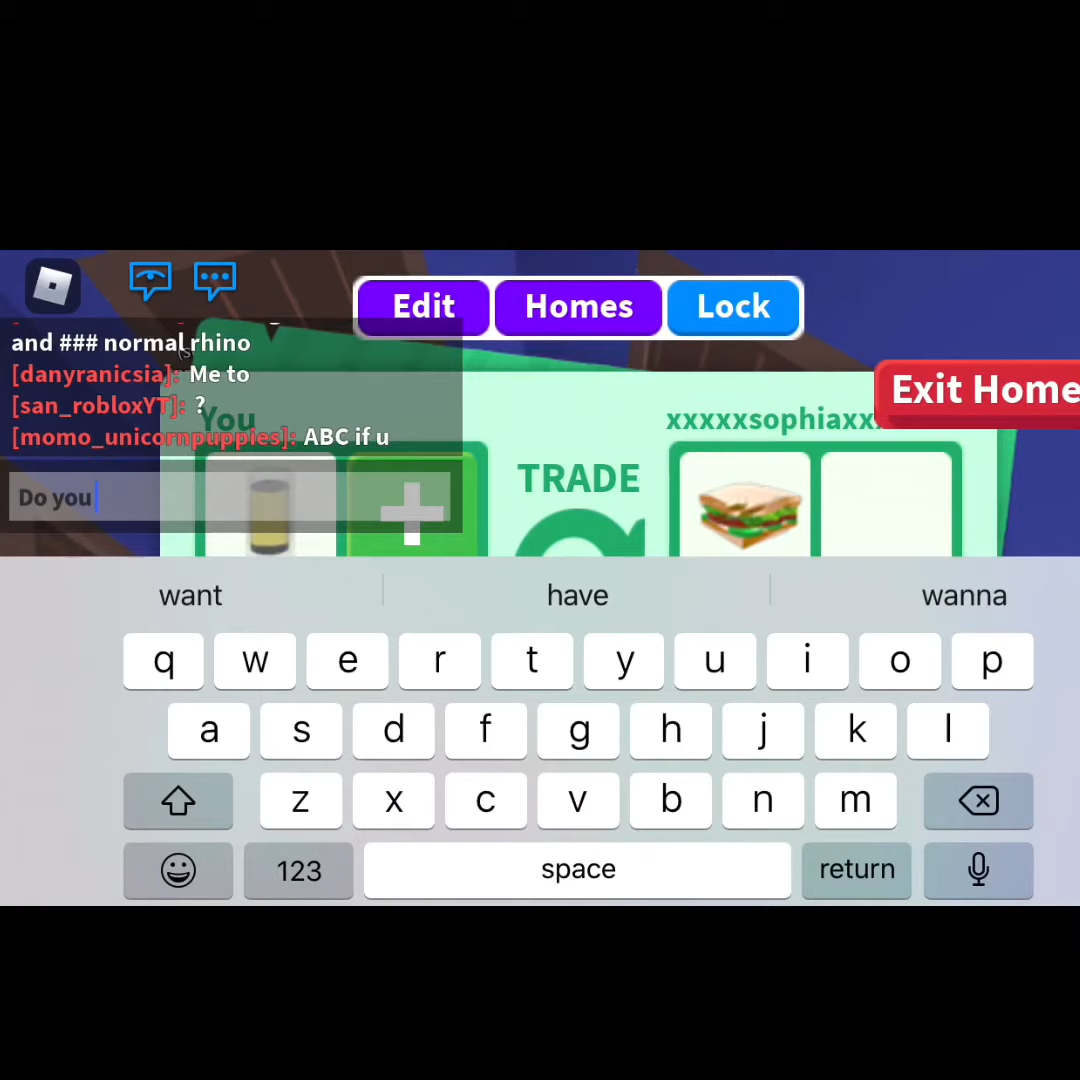 Edit Homes Lock
and ### normal rhino
[danyranicsia]: Me to
Exit Home
[san_robloxYT]: ?
You
xxxxxsophiaxx
[momo_unicornpuppies]: ABC if u
TRADE
Do you
want have wanna
q w e r t y u i o p
a s d f g h j k l
z x c v b n m
123 space return